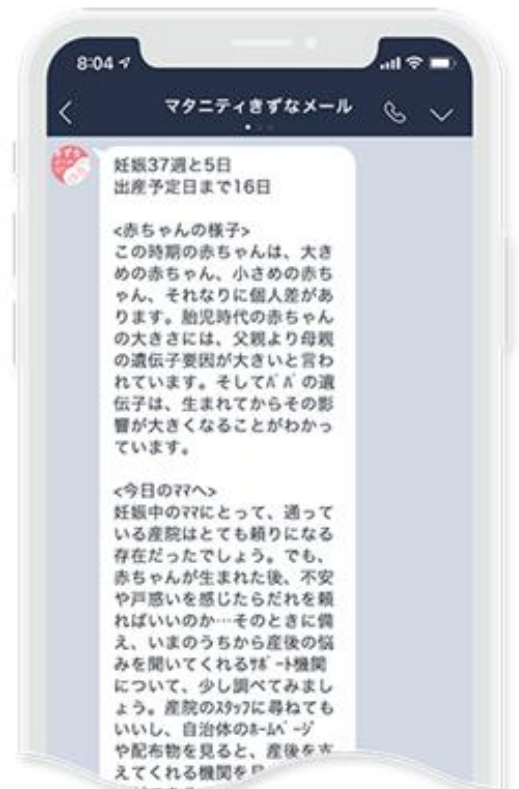 8:04
マタニティきずなメール
妊娠37週と5日
出産予定日まで16日
<赤ちゃんの様子>
この時期の赤ちゃんは、大き
めの赤ちゃん、小さめの赤ち
ゃん、それなりに個人差があ
ります。胎児時代の赤ちゃん
の大きさには、父親より母親
の遺伝子要因が大きいと言わ
れています。そしてパパの遺
伝子は、生まれてからその影
響が大きくなることがわかっ
ています。
<今日のママへ>
妊娠中のママにとって、通って
いる産院はとても頼りになる
存在だったでしょう。でも、
赤ちゃんが生まれた後、不安
や戸惑いを感じたらだれを頼
ればいいのか…そのときに備
え、いまのうちから産後の悩
みを聞いてくれるサポート機関
について、少し調べてみまし
ょう。産院のスタッフに尋ねても
いいし、自治体のホームページ
や配布物を見ると、産後を支
えてくれる機関を